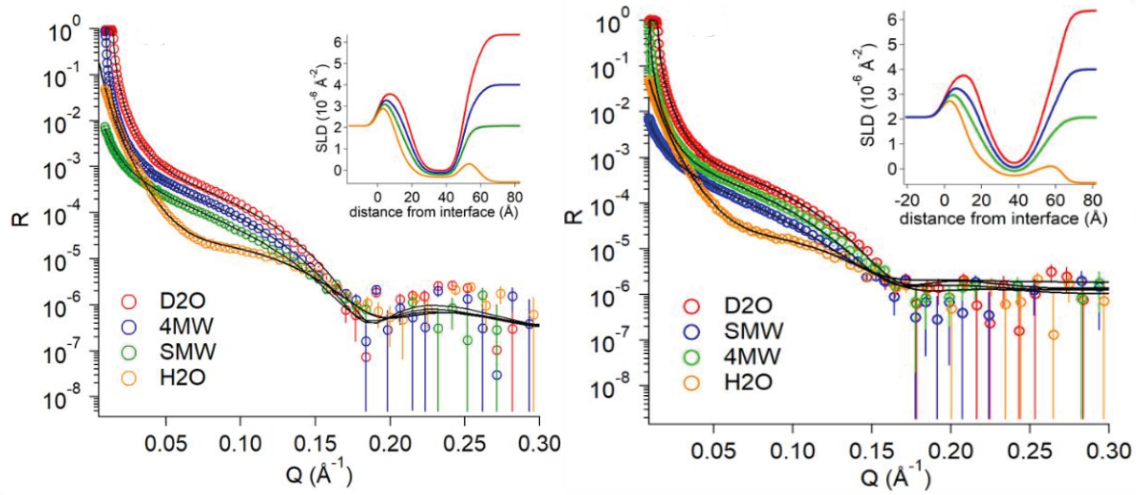 10⁰
10⁻¹
10⁻²
10⁻³
10⁻⁴
10⁻⁵
10⁻⁶
10⁻⁷
10⁻⁸
R
D2O
4MW
SMW
H2O
0.05 0.10 0.15 0.20 0.25 0.30
Q (Å⁻¹)
SLD (10⁻⁶ Å⁻²)
6
5
4
3
2
1
0
0 20 40 60 80
distance from interface (Å)
10⁰
10⁻¹
10⁻²
10⁻³
10⁻⁴
10⁻⁵
10⁻⁶
10⁻⁷
10⁻⁸
R
D2O
SMW
4MW
H2O
0.05 0.10 0.15 0.20 0.25 0.30
Q (Å⁻¹)
SLD (10⁻⁶ Å⁻²)
6
5
4
3
2
1
0
-20 0 20 40 60 80
distance from interface (Å)